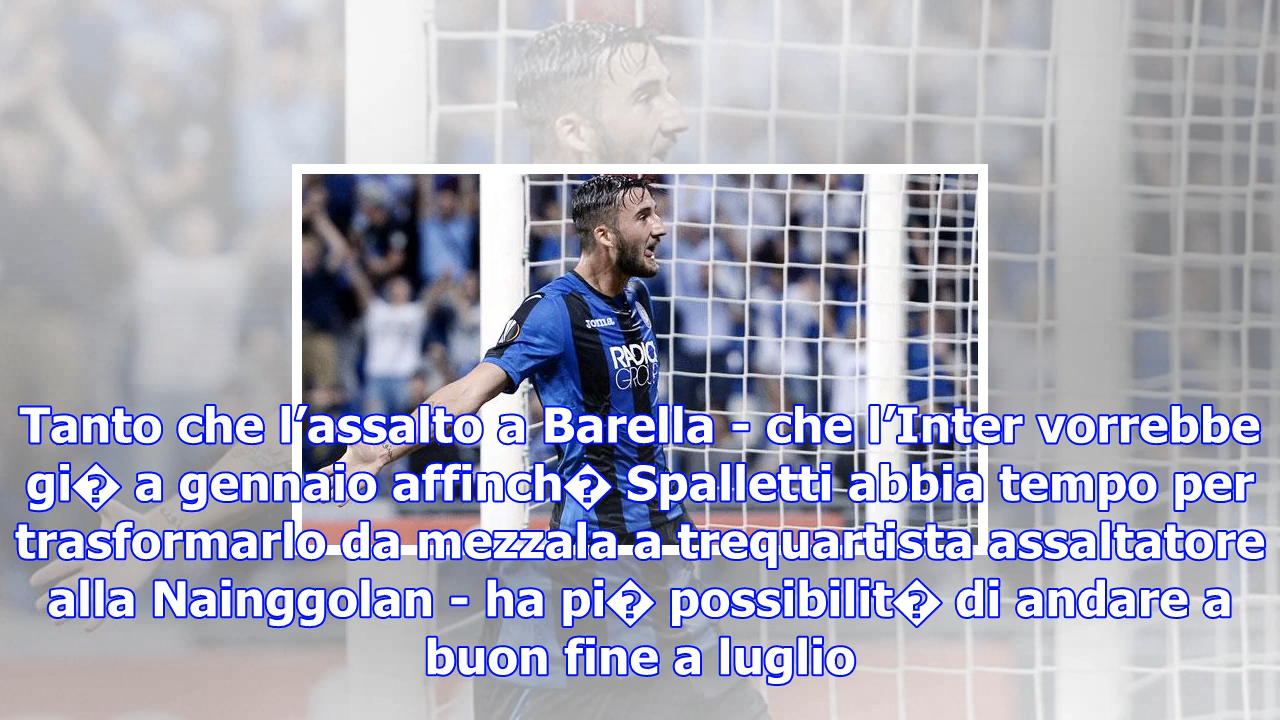 Joma
RADICI
GROUP
Tanto che l’assalto a Barella - che l’Inter vorrebbe
gi� a gennaio affinch� Spalletti abbia tempo per
trasformarlo da mezzala a trequartista assaltatore
alla Nainggolan - ha pi� possibilit� di andare a
buon fine a luglio